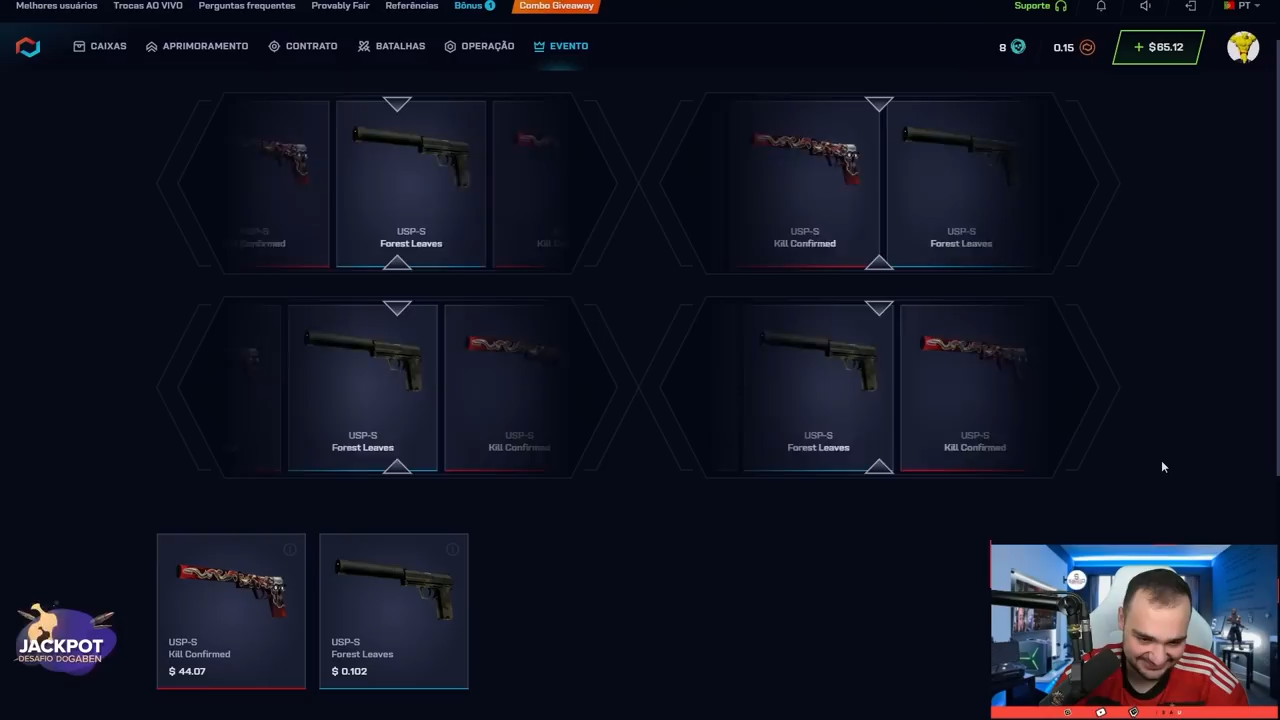 Melhores usuários Trocas AO VIVO Perguntas frequentes Provably Fair Referências Bônus 1 Combo Giveaway Suporte PT
CAIXAS APRIMORAMENTO CONTRATO BATALHAS OPERAÇÃO EVENTO 8 0.15 + $65.12
USP-S USP-S USP-S
Confirmed Forest Leaves Kill Confirmed Forest Leaves
USP-S USP-S USP-S USP-S
Forest Leaves Kill Confirmed Forest Leaves Kill Confirmed
USP-S USP-S
Kill Confirmed Forest Leaves
$ 44.07 $ 0.102
JACKPOT
DESAFIO DOGABEN